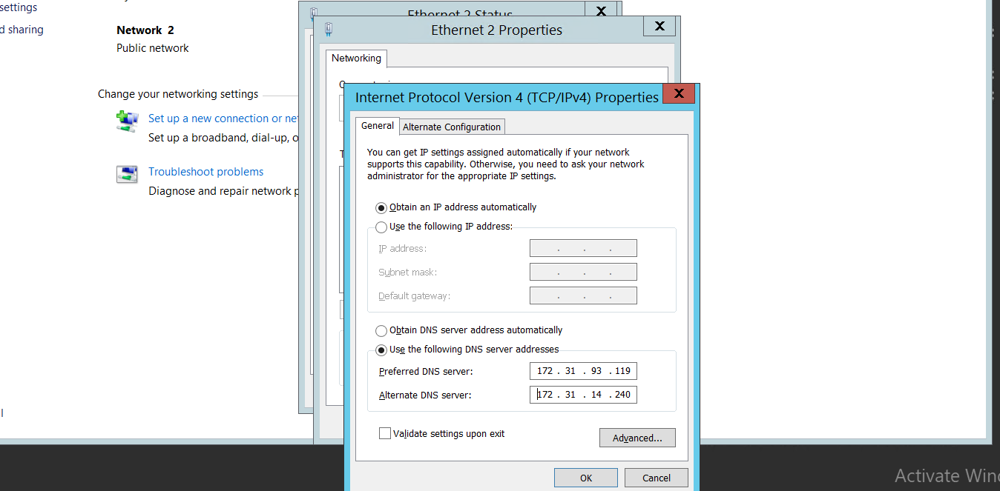 settings
d sharing
Network 2
Public network
Change your networking settings
Set up a new connection or ne
Set up a broadband, dial-up, o
Troubleshoot problems
Diagnose and repair network p
Ethernet 2 Status
X
Ethernet 2 Properties
X
Networking
Internet Protocol Version 4 (TCP/IPv4) Properties
X
General
Alternate Configuration
You can get IP settings assigned automatically if your network
supports this capability. Otherwise, you need to ask your network
administrator for the appropriate IP settings.
Obtain an IP address automatically
Use the following IP address:
IP address:
. . .
Subnet mask:
. . .
Default gateway:
. . .
Obtain DNS server address automatically
Use the following DNS server addresses
Preferred DNS server:
172 . 31 . 93 . 119
Alternate DNS server:
172 . 31 . 14 . 240
Validate settings upon exit
Advanced...
OK
Cancel
Activate Win